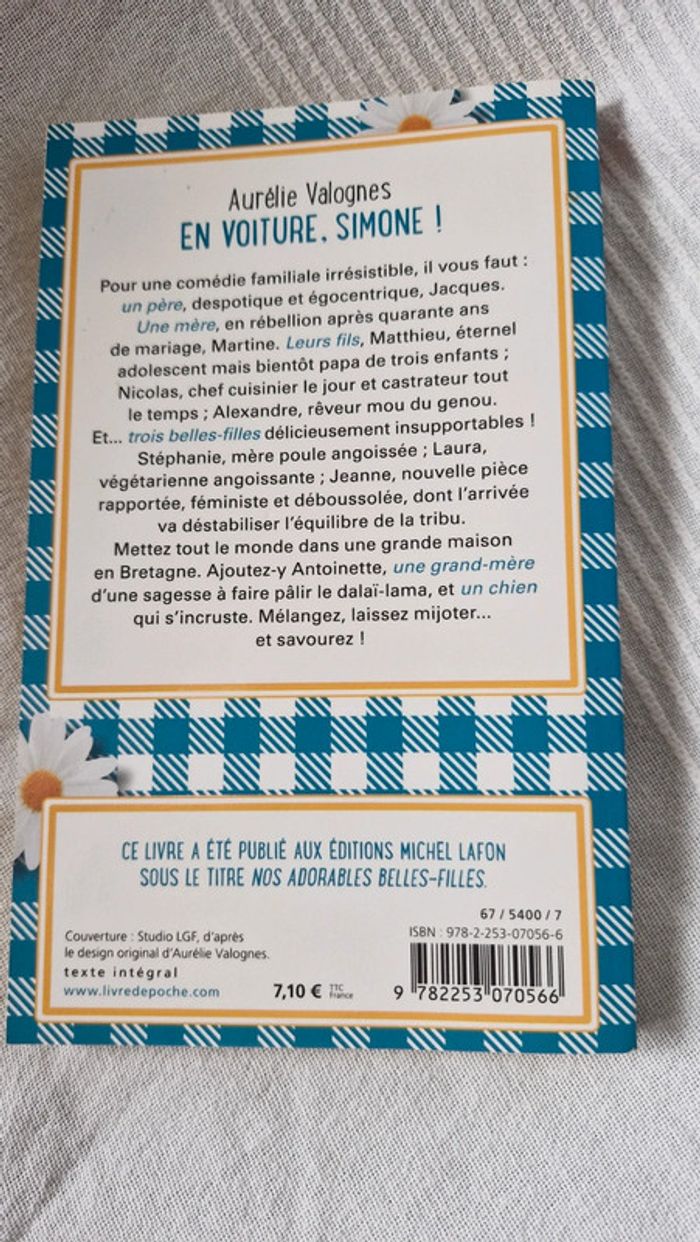 Aurélie Valognes
EN VOITURE, SIMONE !
Pour une comédie familiale irrésistible, il vous faut :
un père, despotique et égocentrique, Jacques.
Une mère, en rébellion après quarante ans
de mariage, Martine. Leurs fils, Matthieu, éternel
adolescent mais bientôt papa de trois enfants ;
Nicolas, chef cuisinier le jour et castrateur tout
le temps ; Alexandre, rêveur mou du genou.
Et... trois belles-filles délicieusement insupportables !
Stéphanie, mère poule angoissée ; Laura,
végétarienne angoissante ; Jeanne, nouvelle pièce
rapportée, féministe et déboussolée, dont l'arrivée
va déstabiliser l'équilibre de la tribu.
Mettez tout le monde dans une grande maison
en Bretagne. Ajoutez-y Antoinette, une grand-mère
d'une sagesse à faire pâlir le dalaï-lama, et un chien
qui s'incruste. Mélangez, laissez mijoter...
et savourez !
CE LIVRE A ÉTÉ PUBLIÉ AUX ÉDITIONS MICHEL LAFON
SOUS LE TITRE NOS ADORABLES BELLES-FILLES.
Couverture : Studio LGF, d'après
le design original d'Aurélie Valognes.
texte intégral
www.livredepoche.com
7,10 € TTC
France
67 / 5400 / 7
ISBN : 978-2-253-07056-6
9 782253 070566